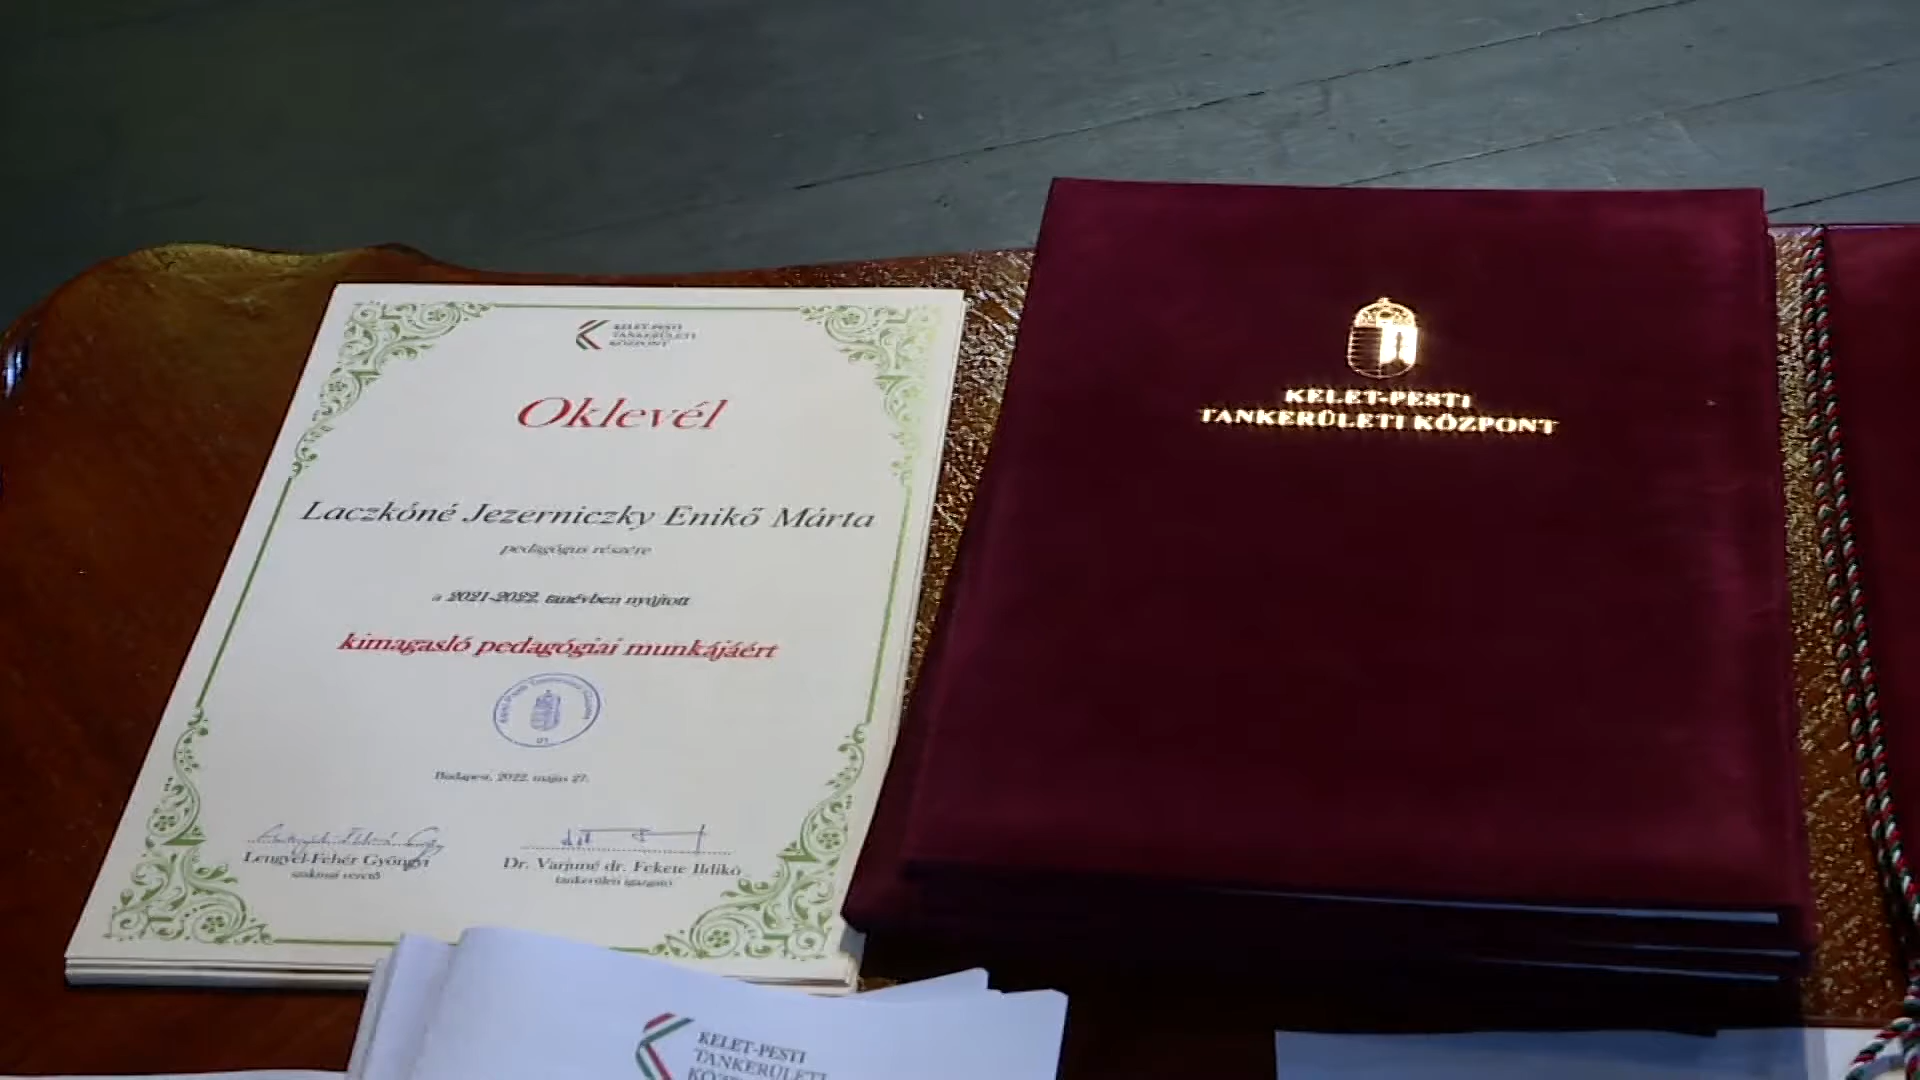 KELET-PESTI
TANKERÜLETI
KÖZPONT
Oklevél
Laczkóné Jezerniczky Enikő Márta
pedagógus részére
a 2021-2022. tanévben nyújtott
kimagasló pedagógiai munkájáért
Budapest, 2022. május 27.
Lengyel-Fehér Gyöngyi
szakmai vezető
Dr. Varjuné dr. Fekete Ildikó
tankerületi igazgató
KELET-PESTI
TANKERÜLETI KÖZPONT
KELET-PESTI
TANKERÜLETI